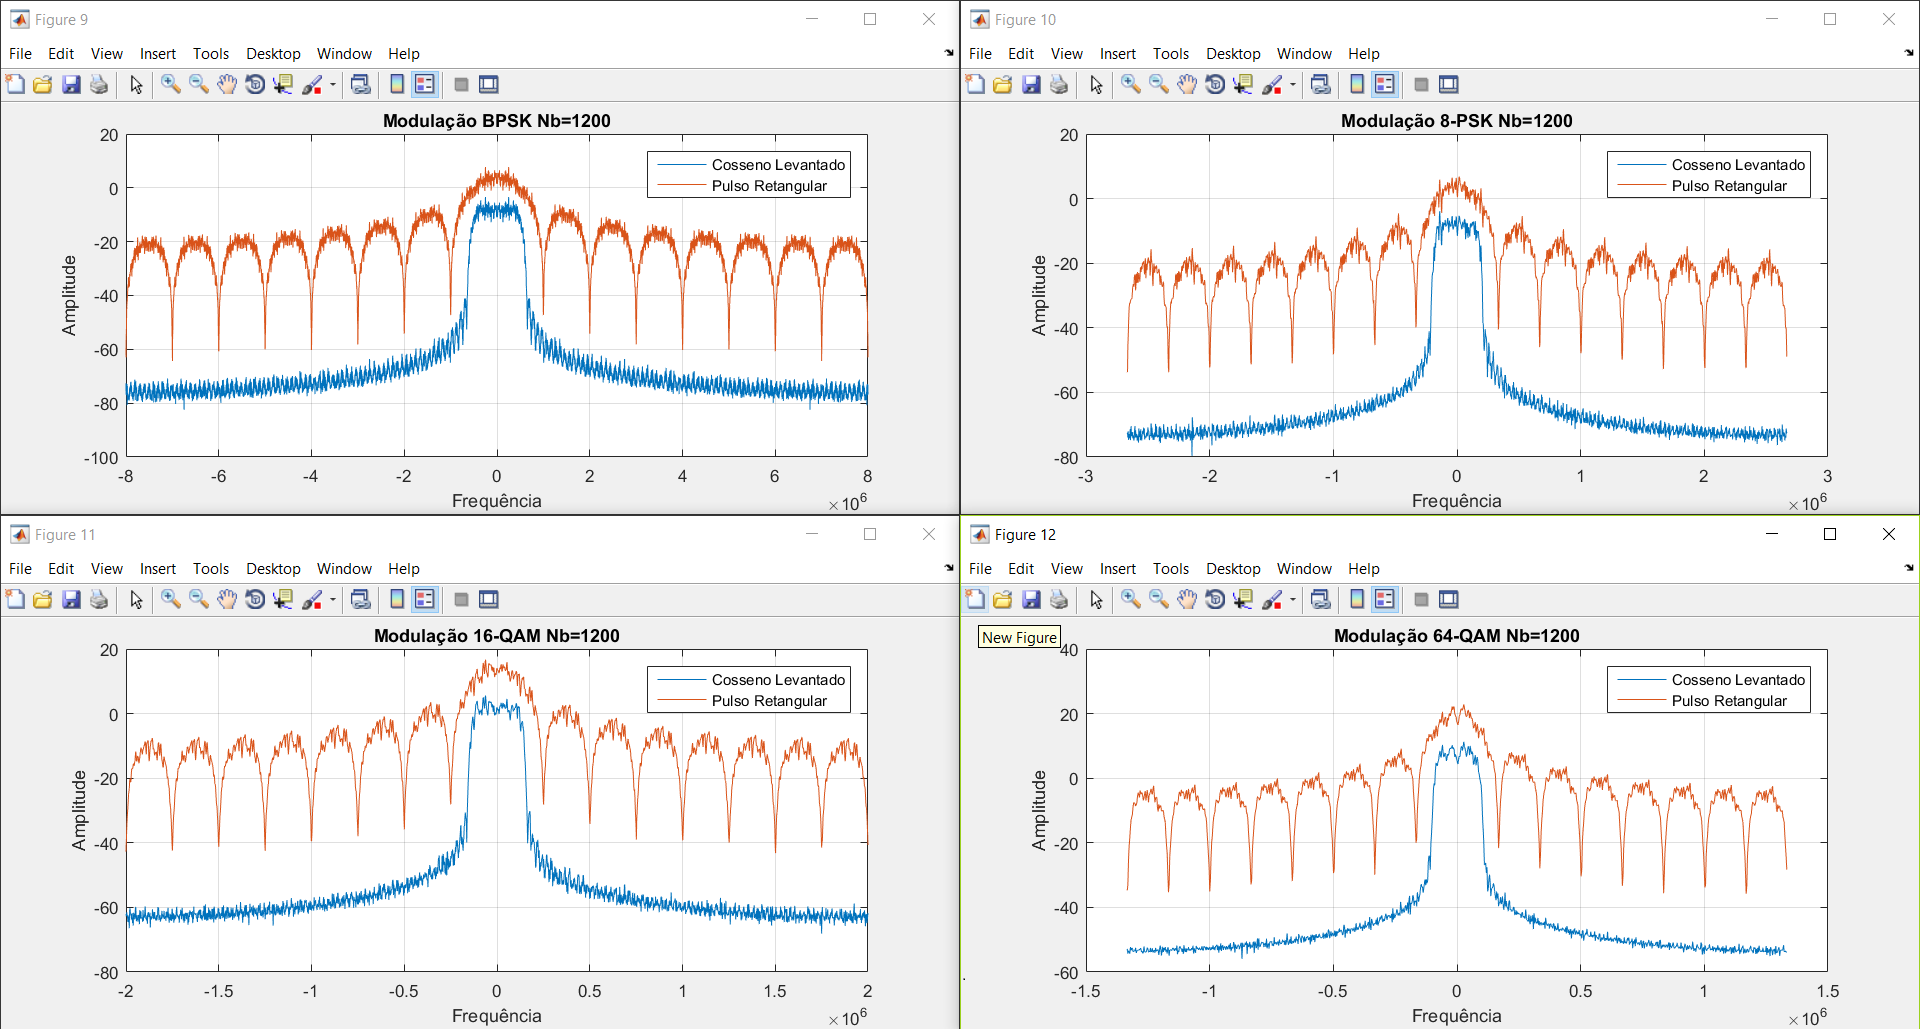 Figure 9
File Edit View Insert Tools Desktop Window Help
Modulação BPSK Nb=1200
Cosseno Levantado
Pulso Retangular
Amplitude
20
0
-20
-40
-60
-80
-100
-8 -6 -4 -2 0 2 4 6 8
Frequência
×10^6
Figure 10
File Edit View Insert Tools Desktop Window Help
Modulação 8-PSK Nb=1200
Cosseno Levantado
Pulso Retangular
Amplitude
20
0
-20
-40
-60
-80
-3 -2 -1 0 1 2 3
Frequência
×10^6
Figure 11
File Edit View Insert Tools Desktop Window Help
Modulação 16-QAM Nb=1200
Cosseno Levantado
Pulso Retangular
Amplitude
20
0
-20
-40
-60
-80
-2 -1.5 -1 -0.5 0 0.5 1 1.5 2
Frequência
×10^6
Figure 12
File Edit View Insert Tools Desktop Window Help
New Figure
Modulação 64-QAM Nb=1200
Cosseno Levantado
Pulso Retangular
Amplitude
40
20
0
-20
-40
-60
-1.5 -1 -0.5 0 0.5 1 1.5
Frequência
×10^6